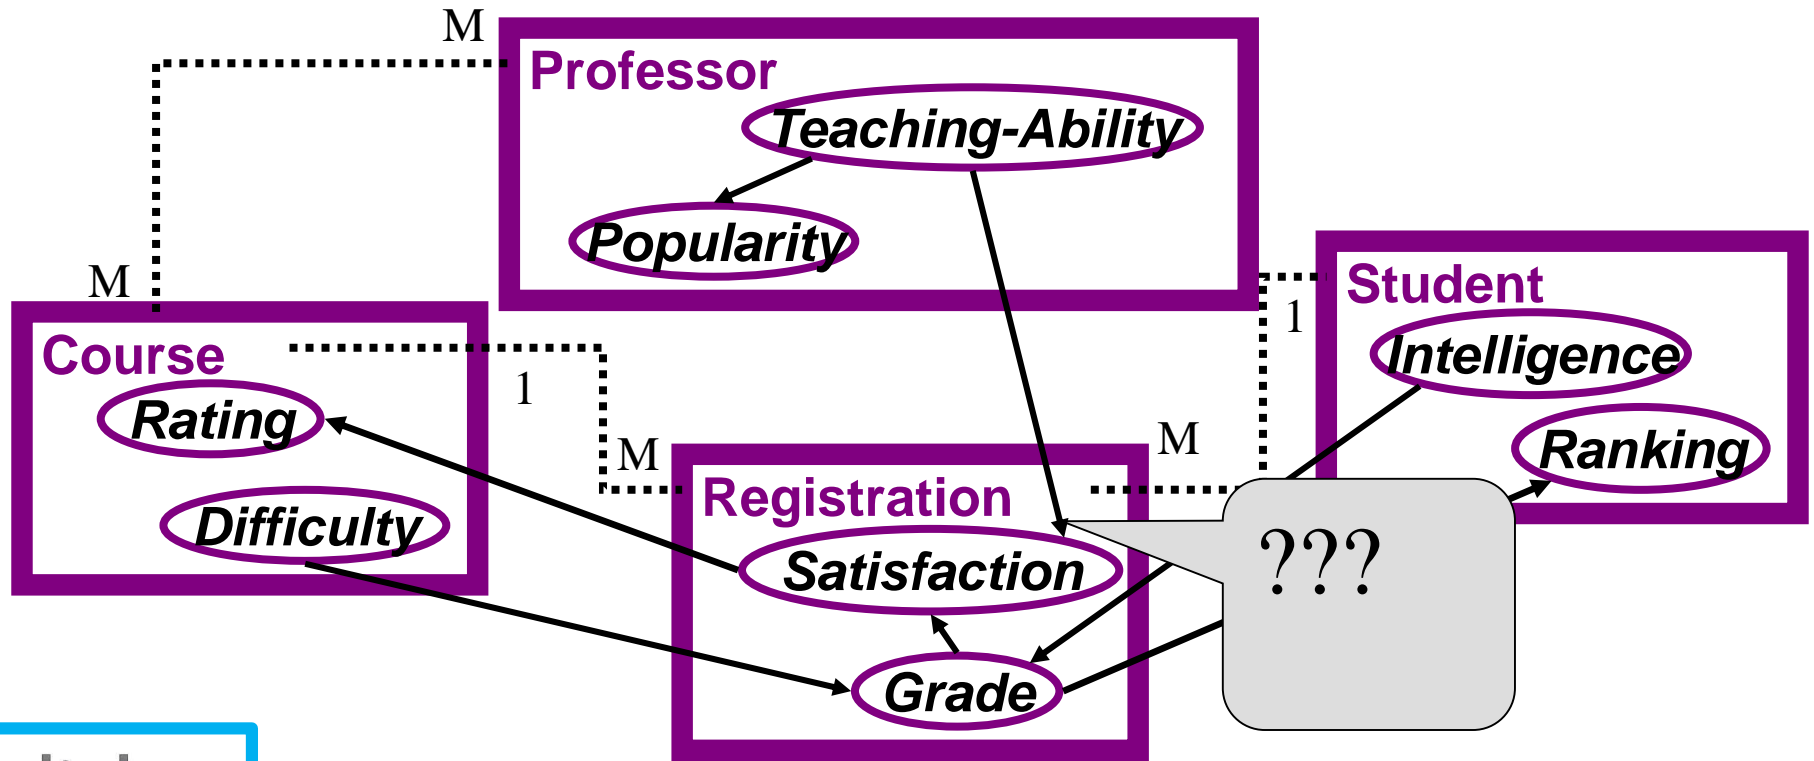 M
Professor
Teaching-Ability
Popularity
M
Student
1
Intelligence
Course
1
Rating
Ranking
M
M
Registration
Difficulty
???
Satisfaction
Grade